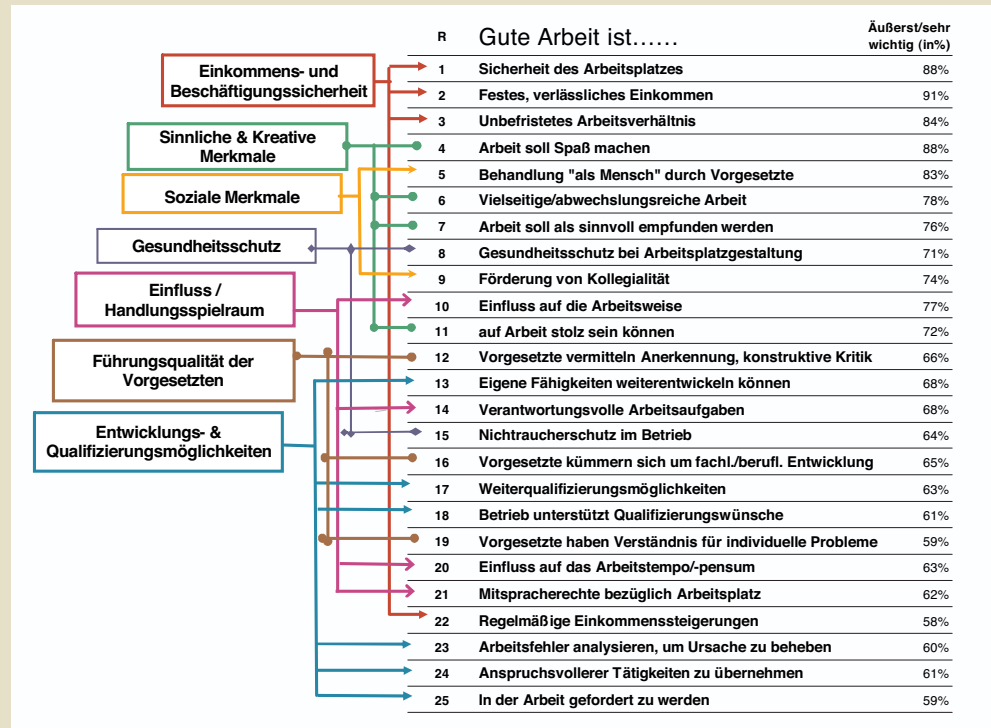 R Gute Arbeit ist…… Äußerst/sehr
wichtig (in%)
Einkommens- und
Beschäftigungssicherheit
Sinnliche & Kreative
Merkmale
Soziale Merkmale
Gesundheitsschutz
Einfluss /
Handlungsspielraum
Führungsqualität der
Vorgesetzten
Entwicklungs- &
Qualifizierungsmöglichkeiten
1 Sicherheit des Arbeitsplatzes 88%
2 Festes, verlässliches Einkommen 91%
3 Unbefristetes Arbeitsverhältnis 84%
4 Arbeit soll Spaß machen 88%
5 Behandlung "als Mensch" durch Vorgesetzte 83%
6 Vielseitige/abwechslungsreiche Arbeit 78%
7 Arbeit soll als sinnvoll empfunden werden 76%
8 Gesundheitsschutz bei Arbeitsplatzgestaltung 71%
9 Förderung von Kollegialität 74%
10 Einfluss auf die Arbeitsweise 77%
11 auf Arbeit stolz sein können 72%
12 Vorgesetzte vermitteln Anerkennung, konstruktive Kritik 66%
13 Eigene Fähigkeiten weiterentwickeln können 68%
14 Verantwortungsvolle Arbeitsaufgaben 68%
15 Nichtraucherschutz im Betrieb 64%
16 Vorgesetzte kümmern sich um fachl./berufl. Entwicklung 65%
17 Weiterqualifizierungsmöglichkeiten 63%
18 Betrieb unterstützt Qualifizierungswünsche 61%
19 Vorgesetzte haben Verständnis für individuelle Probleme 59%
20 Einfluss auf das Arbeitstempo/-pensum 63%
21 Mitspracherechte bezüglich Arbeitsplatz 62%
22 Regelmäßige Einkommenssteigerungen 58%
23 Arbeitsfehler analysieren, um Ursache zu beheben 60%
24 Anspruchsvollerer Tätigkeiten zu übernehmen 61%
25 In der Arbeit gefordert zu werden 59%